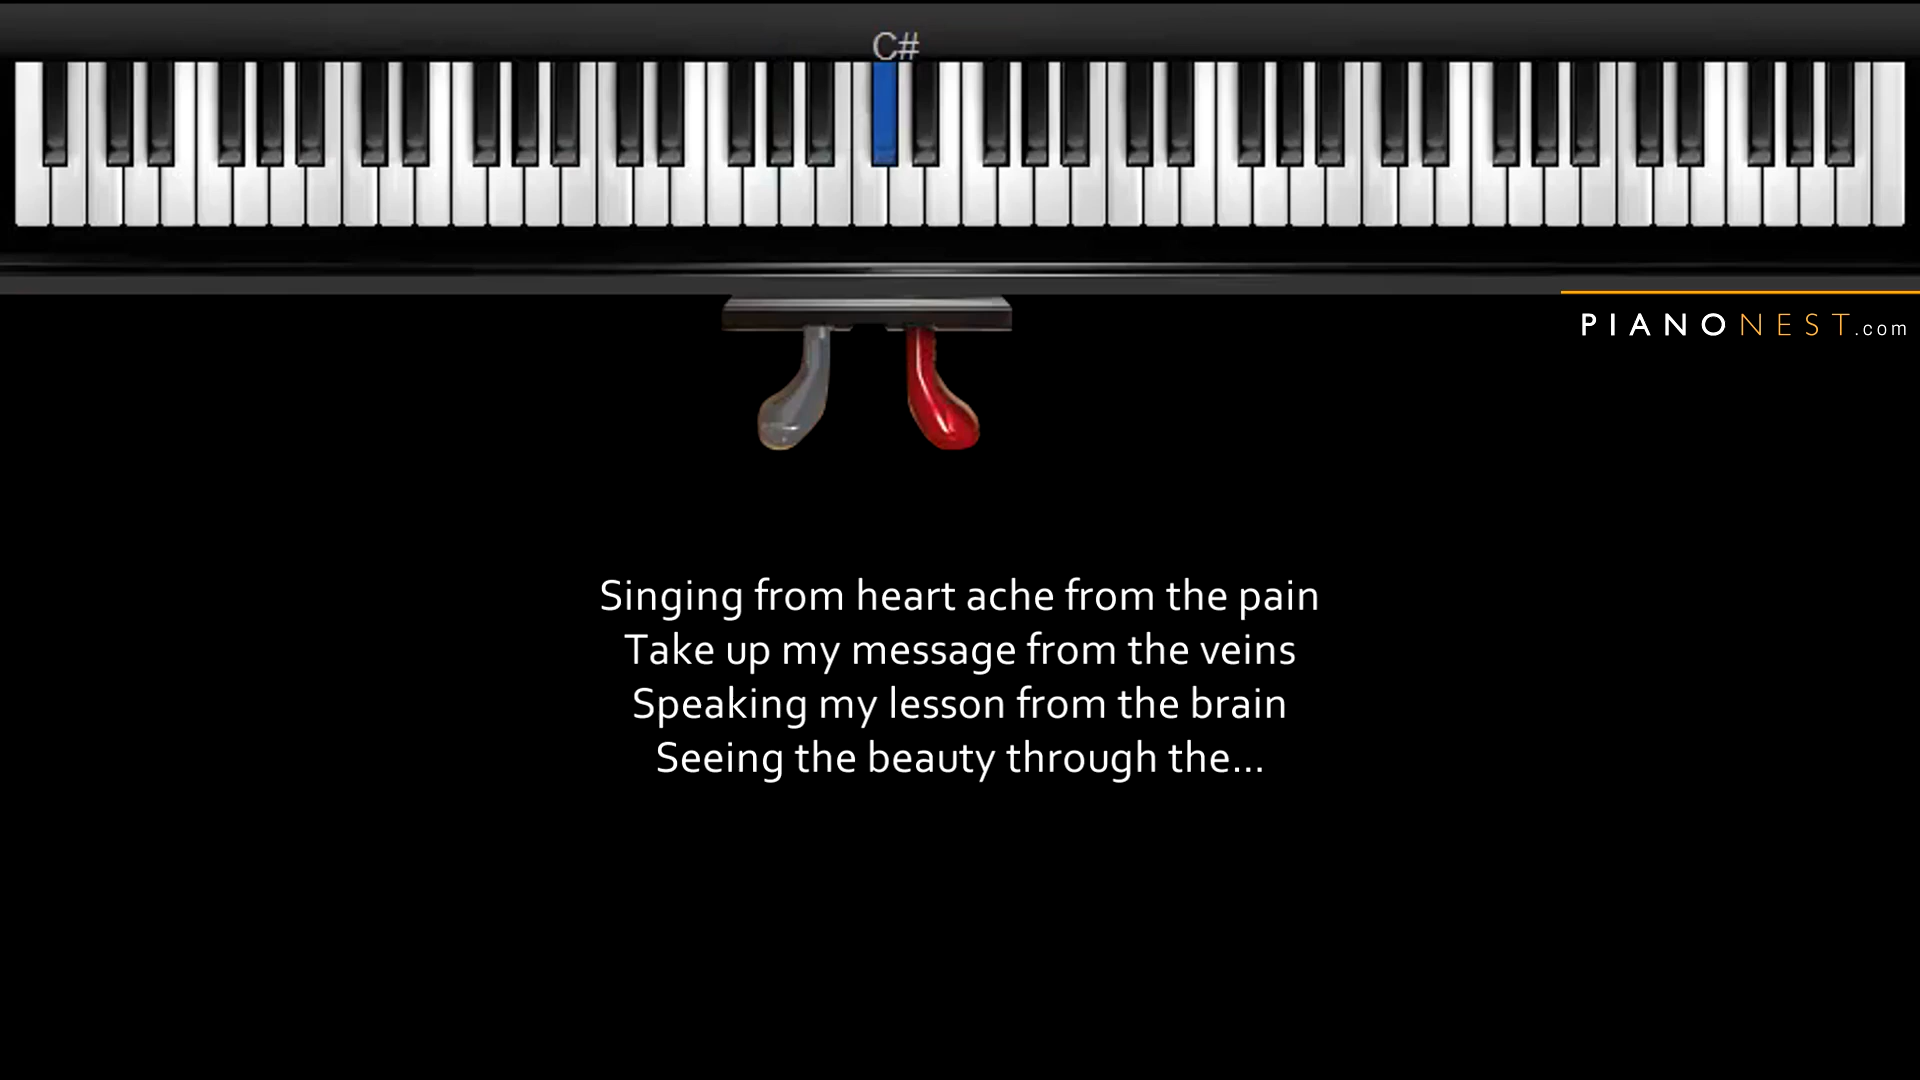 C#
PIANONEST.com
Singing from heart ache from the pain
Take up my message from the veins
Speaking my lesson from the brain
Seeing the beauty through the...